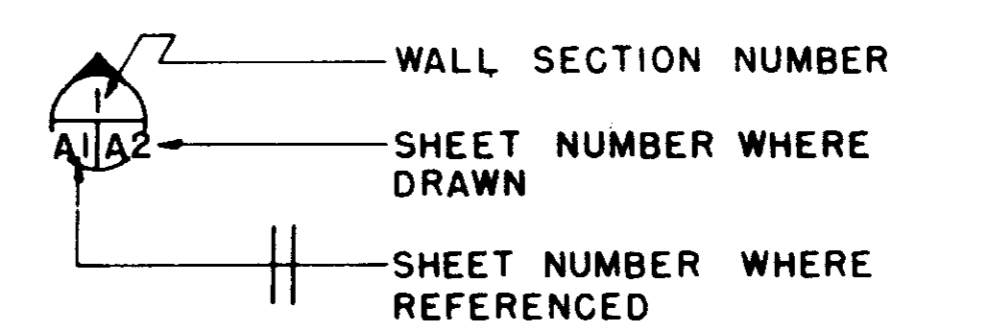 WALL SECTION NUMBER
1
A1 A2
SHEET NUMBER WHERE
DRAWN
SHEET NUMBER WHERE
REFERENCED